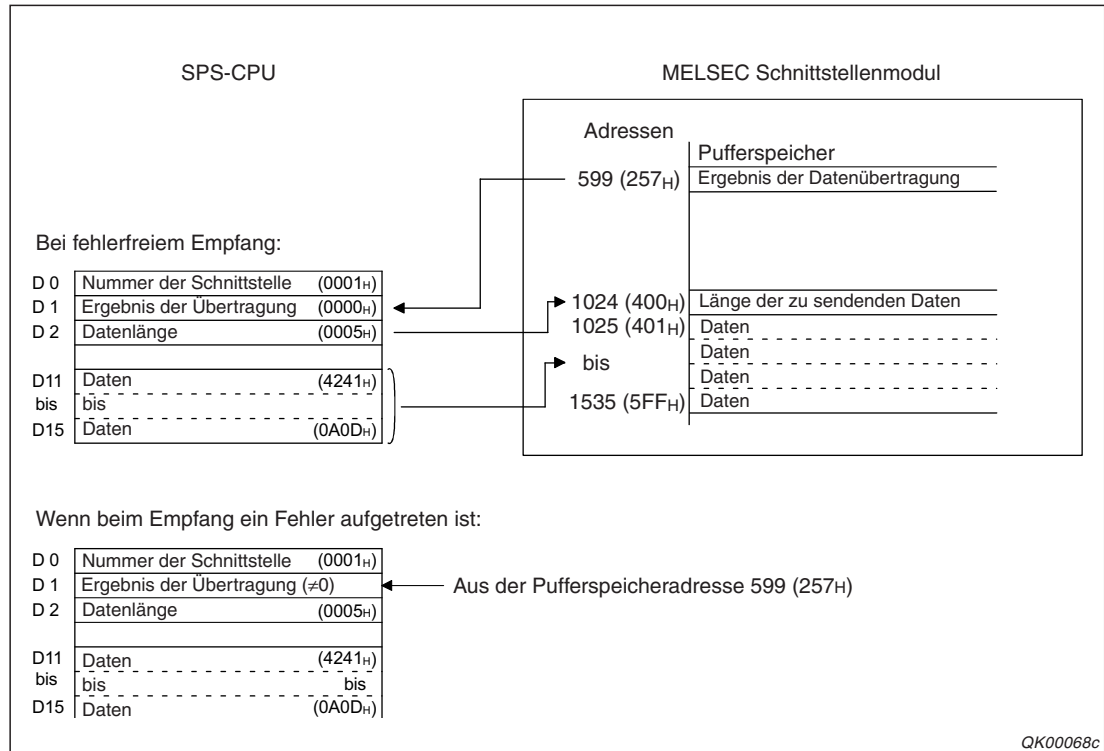 SPS-CPU
MELSEC Schnittstellenmodul
Adressen
Pufferspeicher
599 (257H) Ergebnis der Datenübertragung
Bei fehlerfreiem Empfang:
D 0 Nummer der Schnittstelle (0001H)
D 1 Ergebnis der Übertragung (0000H)
D 2 Datenlänge (0005H)
D11 Daten (4241H)
bis bis
D15 Daten (0A0DH)
1024 (400H) Länge der zu sendenden Daten
1025 (401H) Daten
Daten
bis
Daten
1535 (5FFH) Daten
Wenn beim Empfang ein Fehler aufgetreten ist:
D 0 Nummer der Schnittstelle (0001H)
D 1 Ergebnis der Übertragung (≠0)
Aus der Pufferspeicheradresse 599 (257H)
D 2 Datenlänge (0005H)
D11 Daten (4241H)
bis bis bis
D15 Daten (0A0DH)
QK00068c